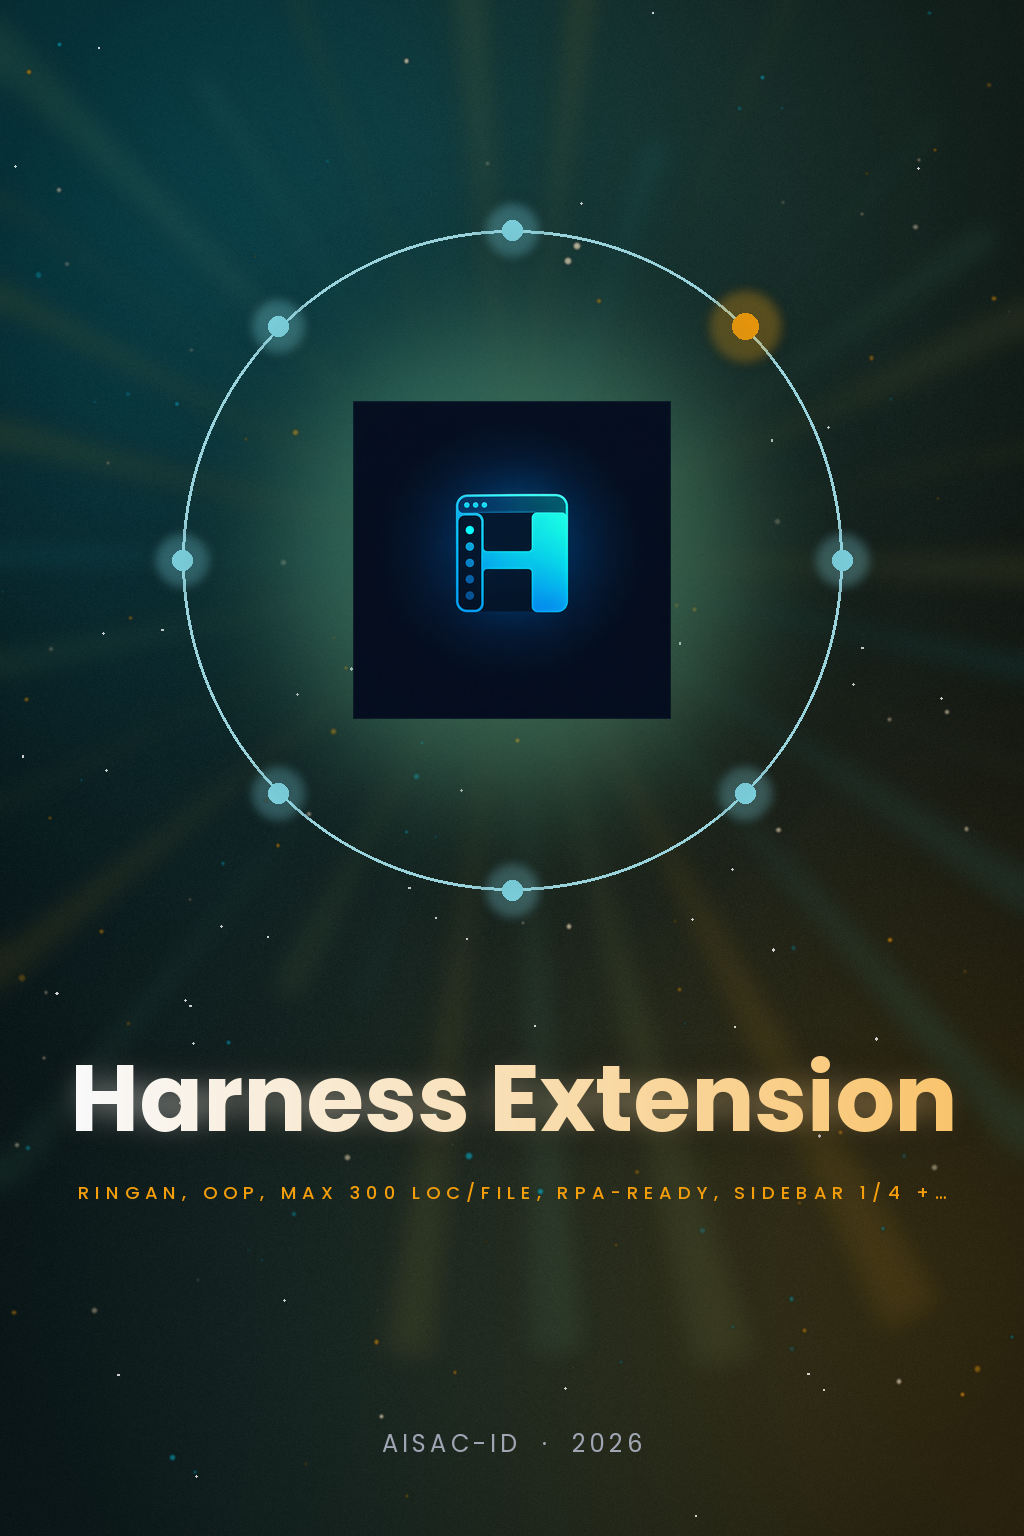 Harness Extension
RINGAN, OOP, MAX 300 LOC/FILE, RPA-READY, SIDEBAR 1/4 +…
AISAC-ID · 2026